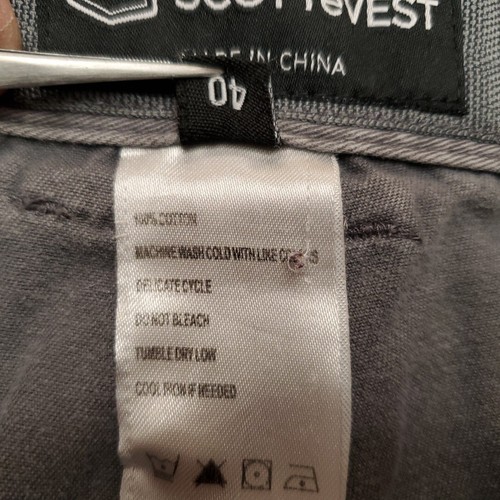 SCOTTeVEST
MADE IN CHINA
40
100% COTTON
MACHINE WASH COLD WITH LIKE
DELICATE CYCLE
DO NOT BLEACH
TUMBLE DRY LOW
COOL IRON IF NEEDED